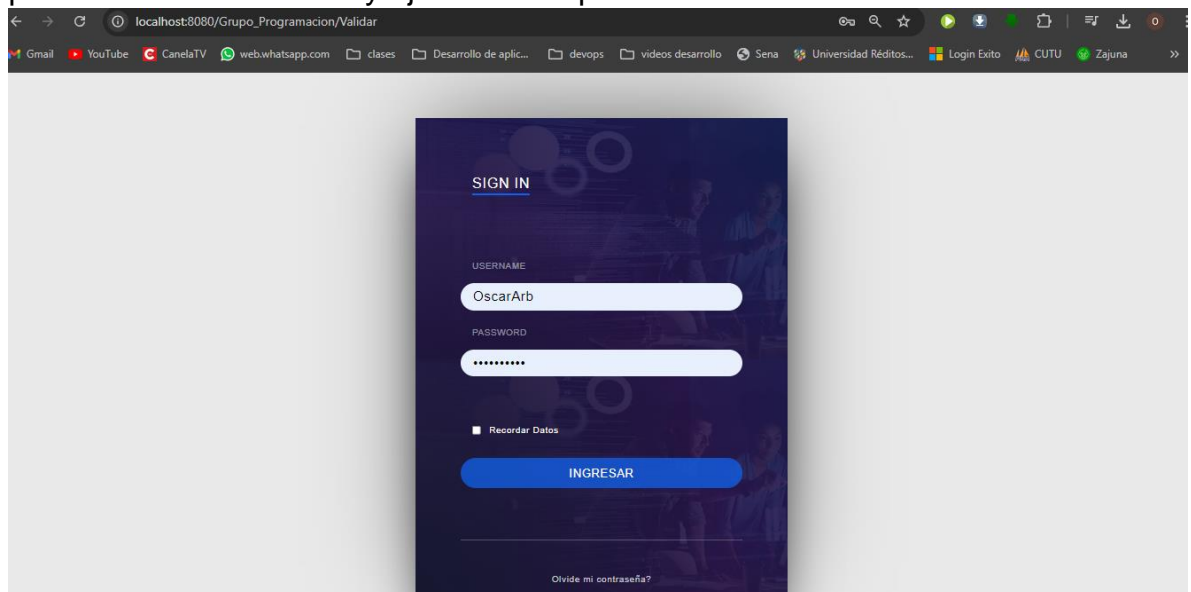 localhost:8080/Grupo_Programacion/Validar
Gmail YouTube CanelaTV web.whatsapp.com clases Desarrollo de aplic... devops videos desarrollo Sena Universidad Réditos... Login Exito CUTU Zajuna »
SIGN IN
USERNAME
OscarArb
PASSWORD
••••••••••
Recordar Datos
INGRESAR
Olvide mi contraseña?